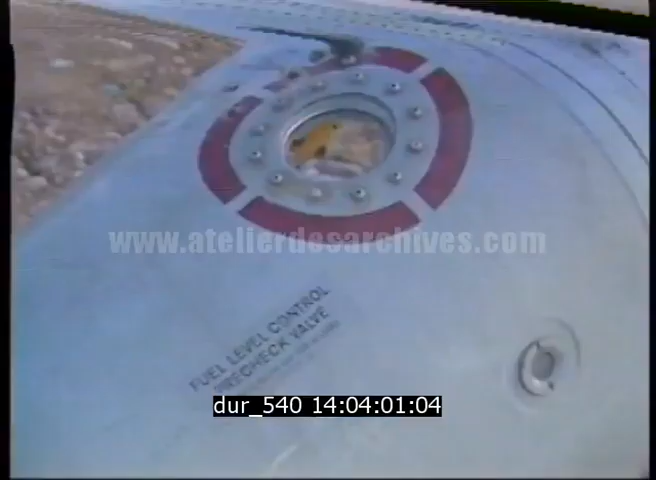 www.atelierdesarchives.com
FUEL LEVEL CONTROL
PRECHECK VALVE
dur_540 14:04:01:04